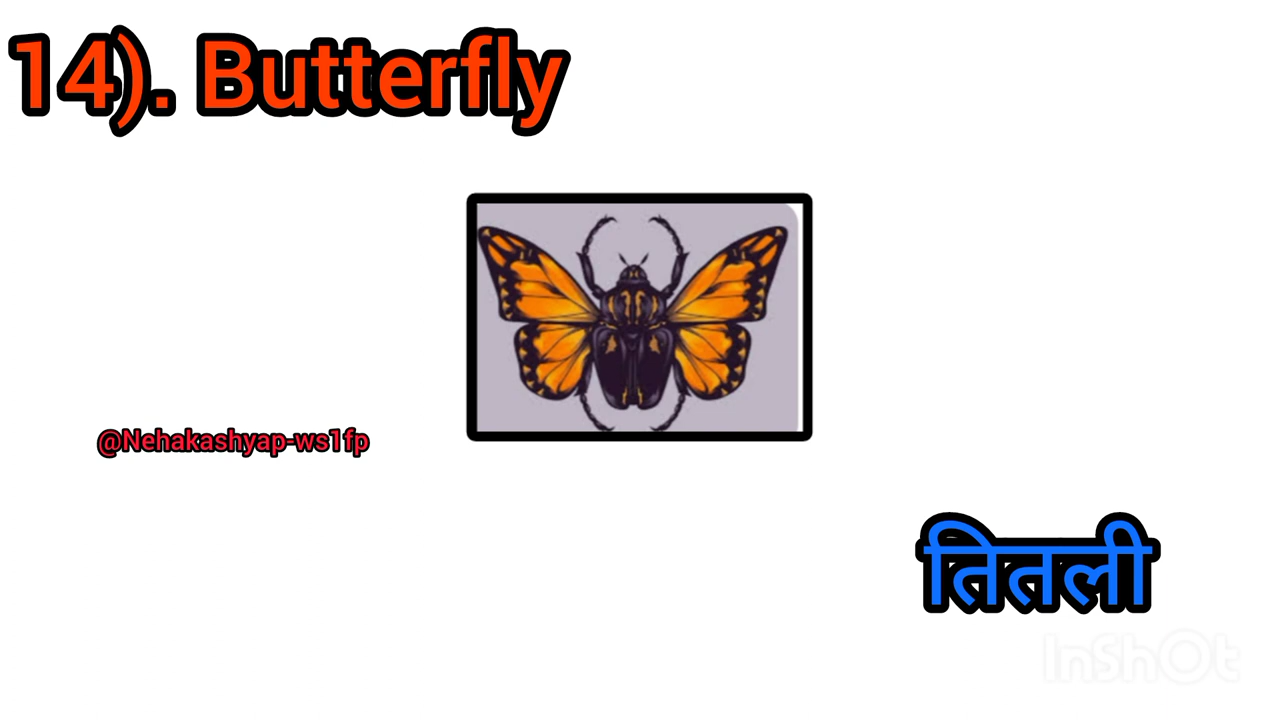 14). Butterfly
@Nehakashyap-ws1fp
तितली
InShOt